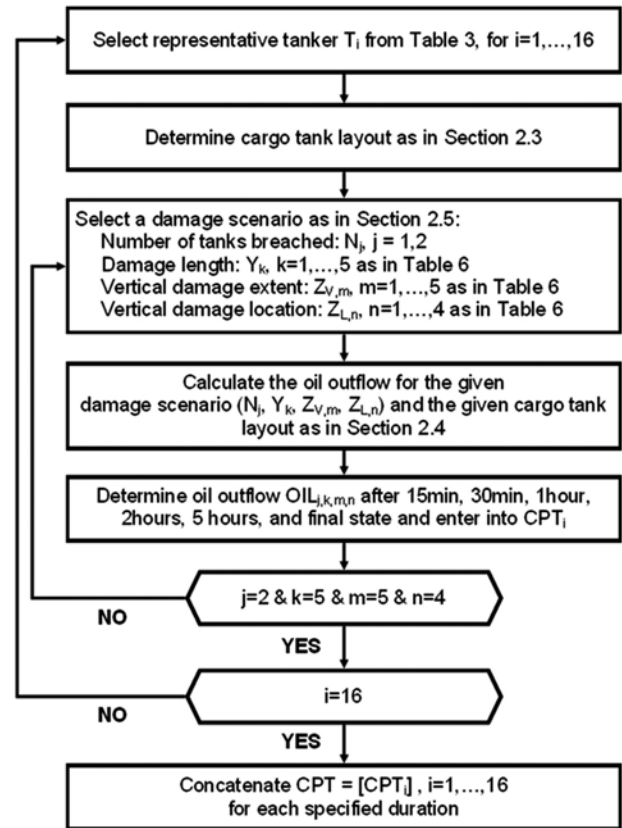 Select representative tanker Ti from Table 3, for i=1,...,16
Determine cargo tank layout as in Section 2.3
Select a damage scenario as in Section 2.5:
Number of tanks breached: Nj, j = 1,2
Damage length: Yk, k=1,...,5 as in Table 6
Vertical damage extent: ZV,m, m=1,...,5 as in Table 6
Vertical damage location: ZL,n, n=1,...,4 as in Table 6
Calculate the oil outflow for the given
damage scenario (Nj, Yk, ZV,m, ZL,n) and the given cargo tank
layout as in Section 2.4
Determine oil outflow OILj,k,m,n after 15min, 30min, 1hour,
2hours, 5 hours, and final state and enter into CPTi
j=2 & k=5 & m=5 & n=4
NO
YES
i=16
NO
YES
Concatenate CPT = [CPTi] , i=1,...,16
for each specified duration